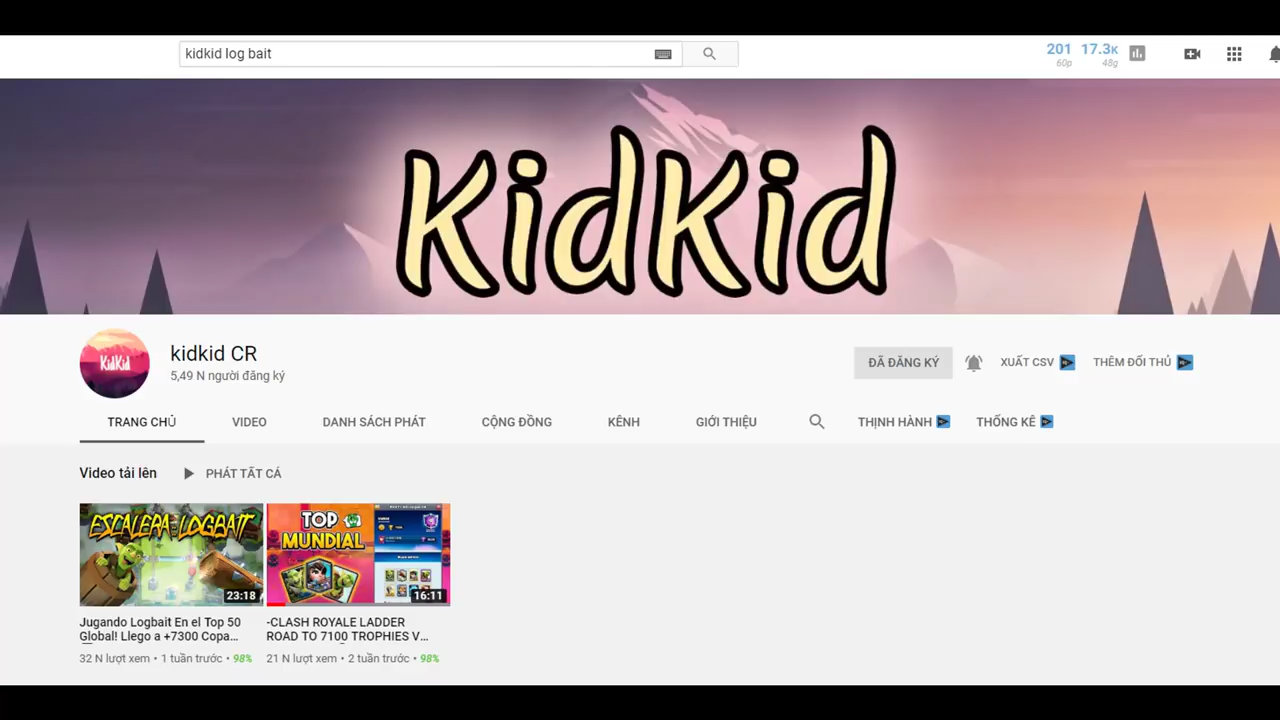 kidkid log bait
201 17.3K
60p 48g
KidKid
KidKid
kidkid CR
5,49 N người đăng ký
ĐÃ ĐĂNG KÝ
XUẤT CSV
THÊM ĐỐI THỦ
TRANG CHỦ
VIDEO
DANH SÁCH PHÁT
CỘNG ĐỒNG
KÊNH
GIỚI THIỆU
THỊNH HÀNH
THỐNG KÊ
Video tải lên
PHÁT TẤT CẢ
ESCALERA LOGBAIT
23:18
TOP
MUNDIAL
16:11
Jugando Logbait En el Top 50
Global! Llego a +7300 Copa...
32 N lượt xem • 1 tuần trước • 98%
-CLASH ROYALE LADDER
ROAD TO 7100 TROPHIES V...
21 N lượt xem • 2 tuần trước • 98%